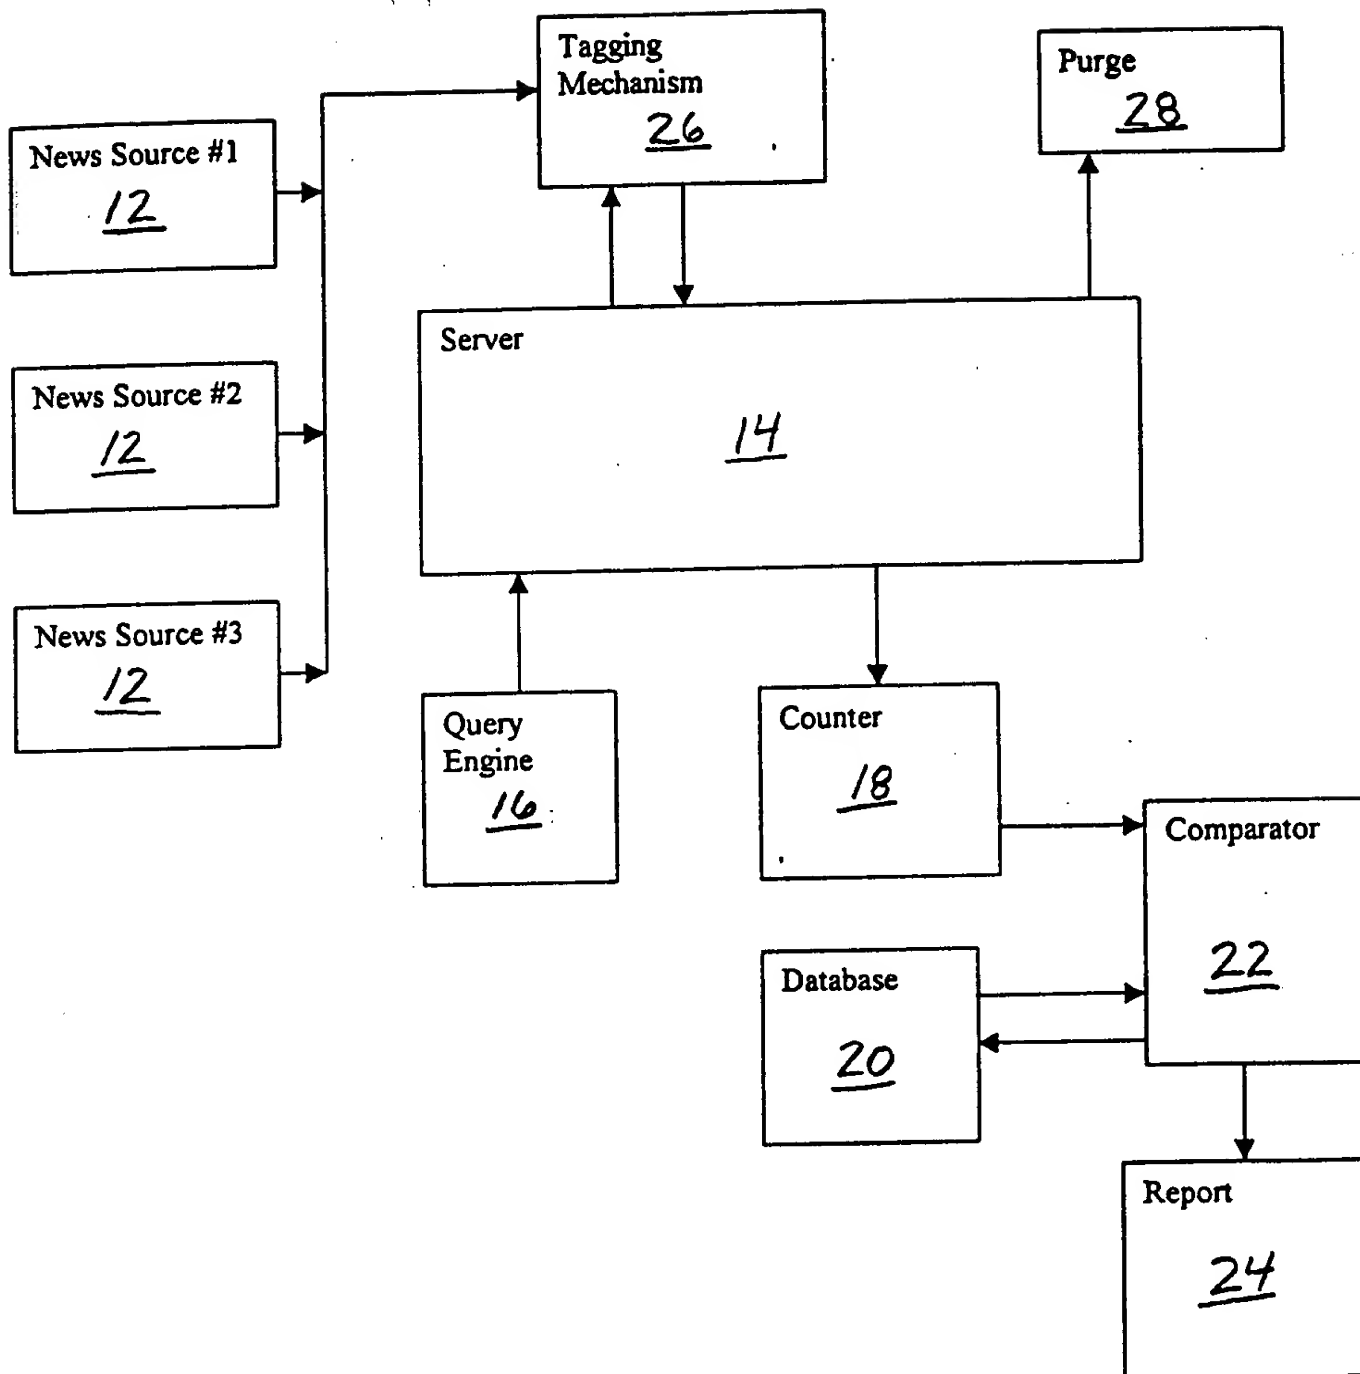 Tagging
Mechanism
26
Purge
28
News Source #1
12
Server
14
News Source #2
12
News Source #3
12
Query
Engine
16
Counter
18
Comparator
22
Database
20
Report
24